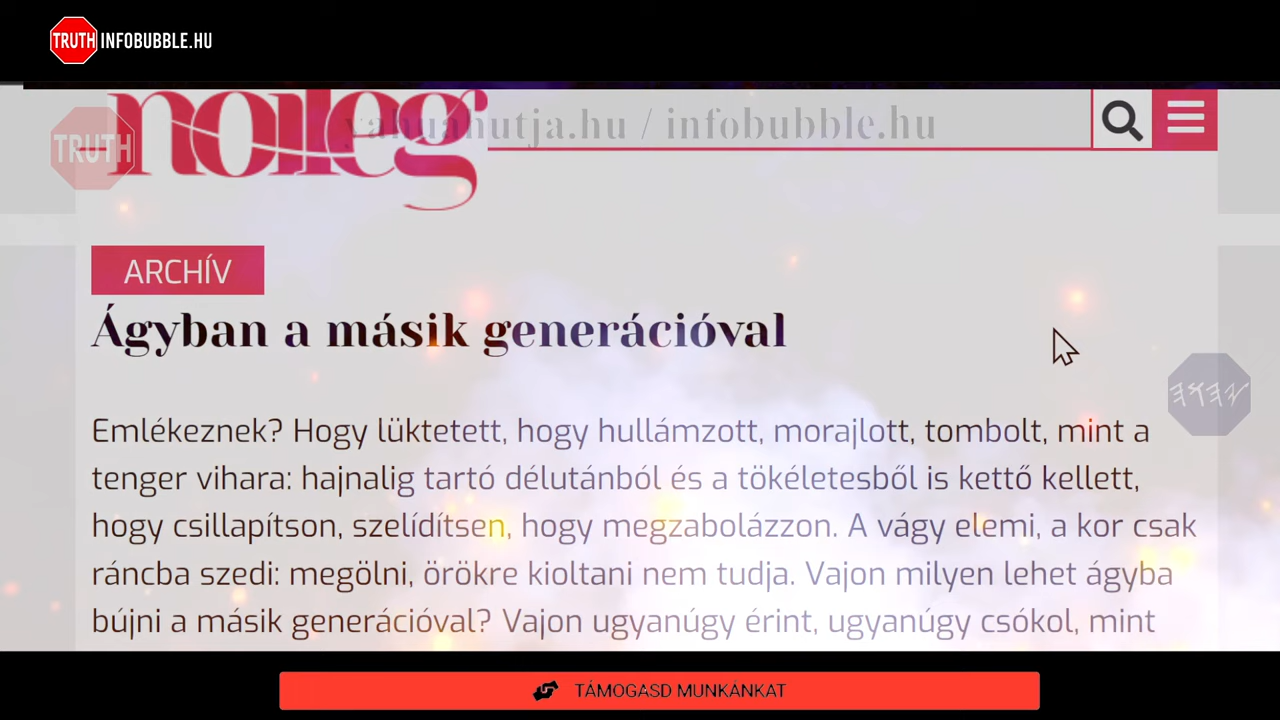 TRUTH INFOBUBBLE.HU
noileg
TRUTH
yahuahutja.hu / infobubble.hu
ARCHÍV
Ágyban a másik generációval
Emlékeznek? Hogy lüktetett, hogy hullámzott, morajlott, tombolt, mint a
tenger vihara: hajnalig tartó délutánból és a tökéletesből is kettő kellett,
hogy csillapítson, szelídítsen, hogy megzabolázzon. A vágy elemi, a kor csak
ráncba szedi: megölni, örökre kioltani nem tudja. Vajon milyen lehet ágyba
bújni a másik generációval? Vajon ugyanúgy érint, ugyanúgy csókol, mint
TÁMOGASD MUNKÁNKAT